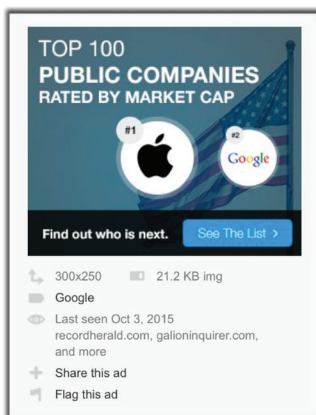 TOP 100
PUBLIC COMPANIES
RATED BY MARKET CAP
#1
#2
Google
Find out who is next.
See The List >
300x250 21.2 KB img
Google
Last seen Oct 3, 2015
recordherald.com, galioninquirer.com,
and more
Share this ad
Flag this ad